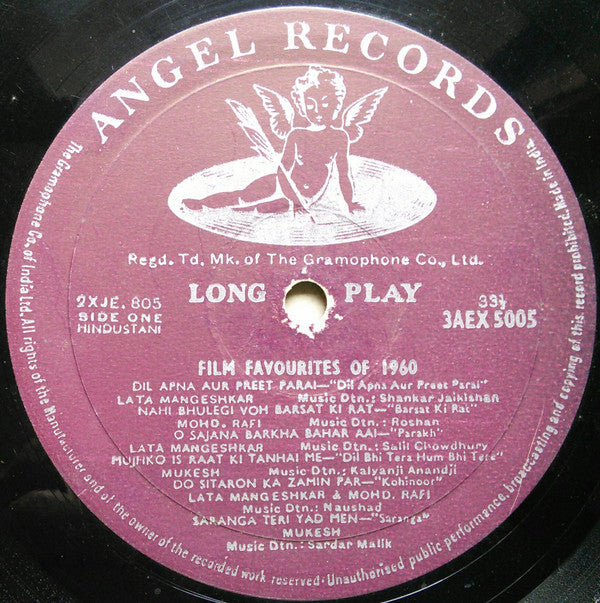 ANGEL RECORDS
Regd. Td. Mk. of The Gramophone Co., Ltd.
2XJE. 805
SIDE ONE
HINDUSTANI
LONG PLAY
33⅓
3AEX 5005
FILM FAVOURITES OF 1960
DIL APNA AUR PREET PARAI—"Dil Apna Aur Preet Parai"
LATA MANGESHKAR Music Dtn.: Shankar Jaikishan
NAHI BHULEGI VOH BARSAT KI RAT—"Barsat Ki Rat"
MOHD. RAFI Music Dtn.: Roshan
O SAJANA BARKHA BAHAR AAI—"Parakh"
LATA MANGESHKAR Music Dtn.: Salil Chowdhury
MUJHKO IS RAAT KI TANHAI ME—"Dil Bhi Tera Hum Bhi Tere"
MUKESH Music Dtn.: Kalyanji Anandji
DO SITARON KA ZAMIN PAR—"Kohinoor"
LATA MANGESHKAR & MOHD. RAFI
Music Dtn.: Naushad
SARANGA TERI YAD MEN—"Saranga"
MUKESH
Music Dtn.: Sardar Malik
The Gramophone Co. of India Ltd. All rights of the Manufacturer and of the owner of the recorded work reserved. Unauthorised public performance, broadcasting and copying of this record prohibited. Made in India.